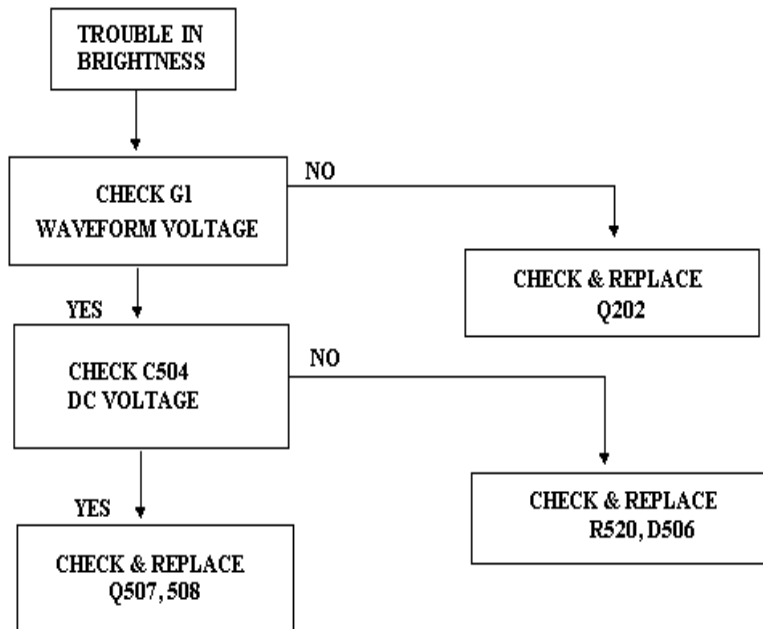 TROUBLE IN
BRIGHTNESS
CHECK G1
WAVEFORM VOLTAGE
NO
CHECK & REPLACE
Q202
YES
CHECK C504
DC VOLTAGE
NO
CHECK & REPLACE
R520, D506
YES
CHECK & REPLACE
Q507, 508